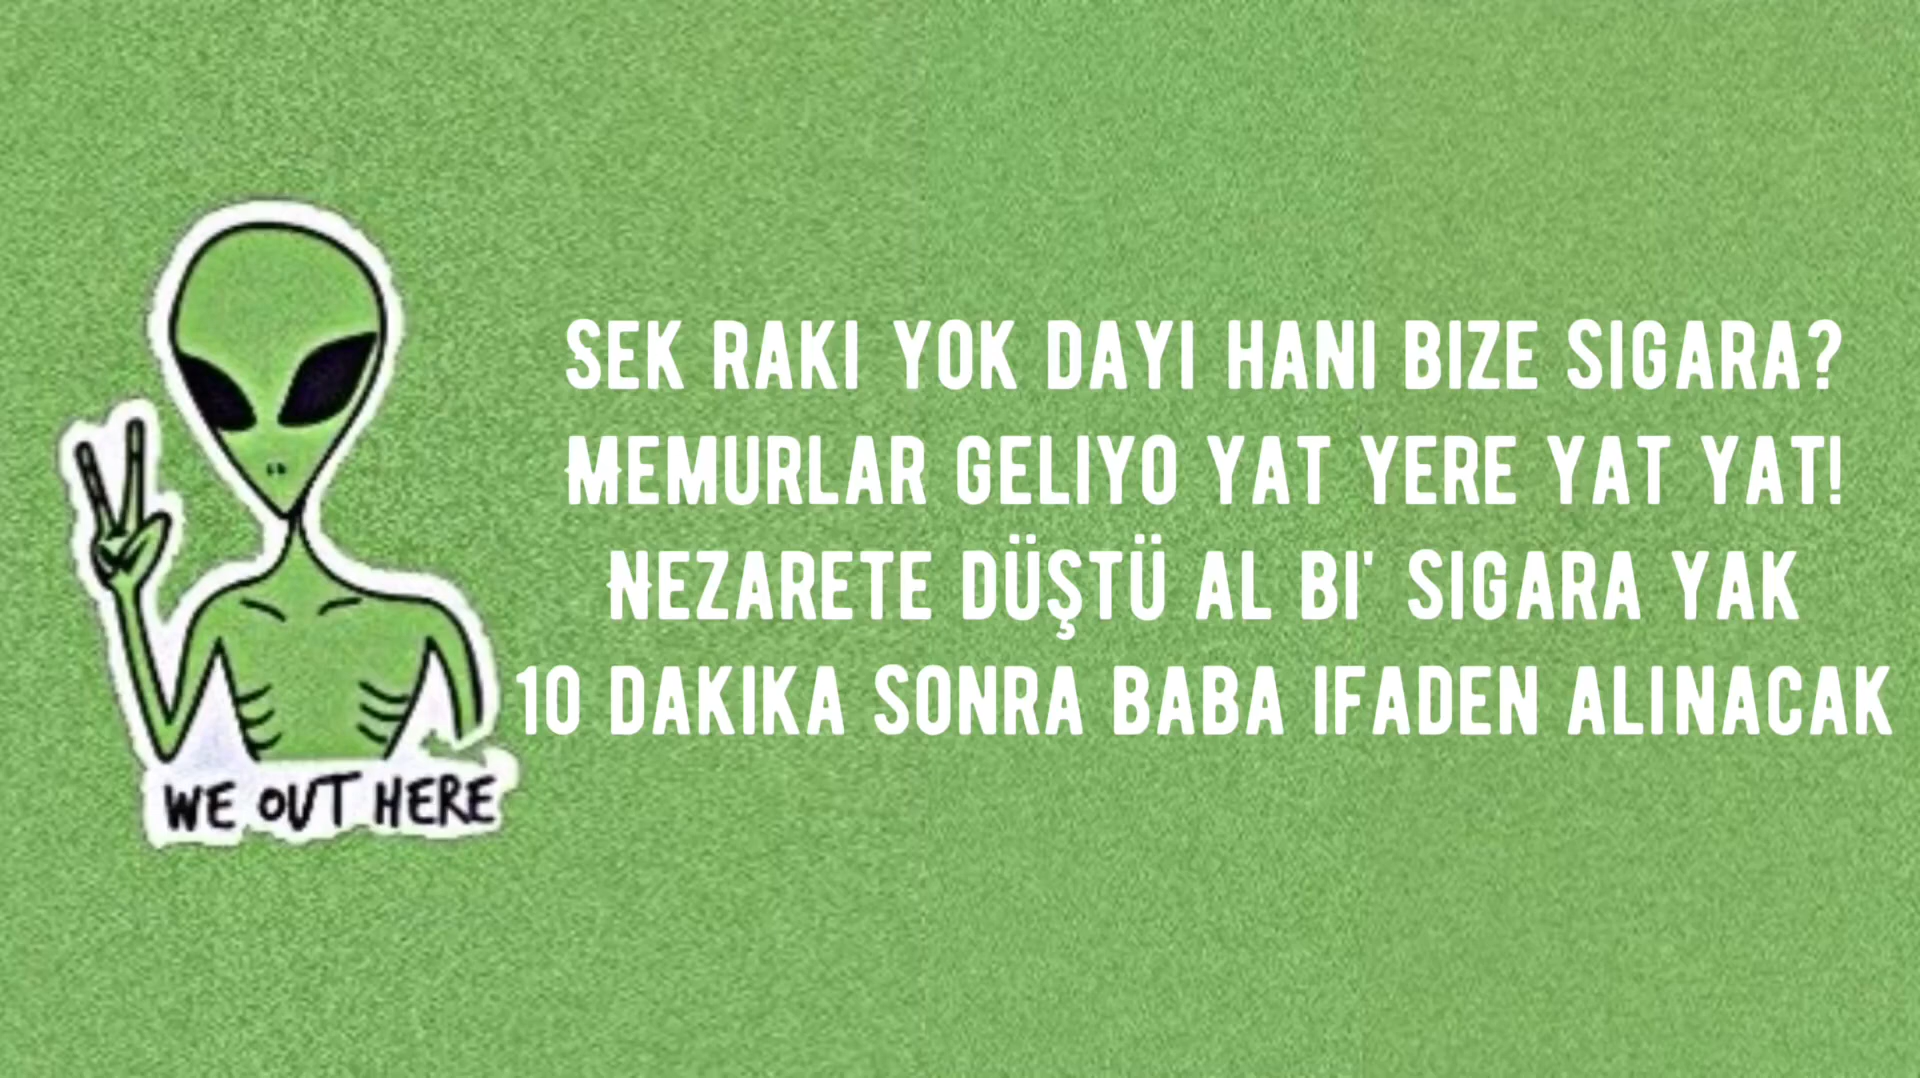 SEK RAKI YOK DAYI HANI BIZE SIGARA?
MEMURLAR GELIYO YAT YERE YAT YAT!
NEZARETE DÜŞTÜ AL BI' SIGARA YAK
10 DAKIKA SONRA BABA IFADEN ALINACAK
WE OUT HERE